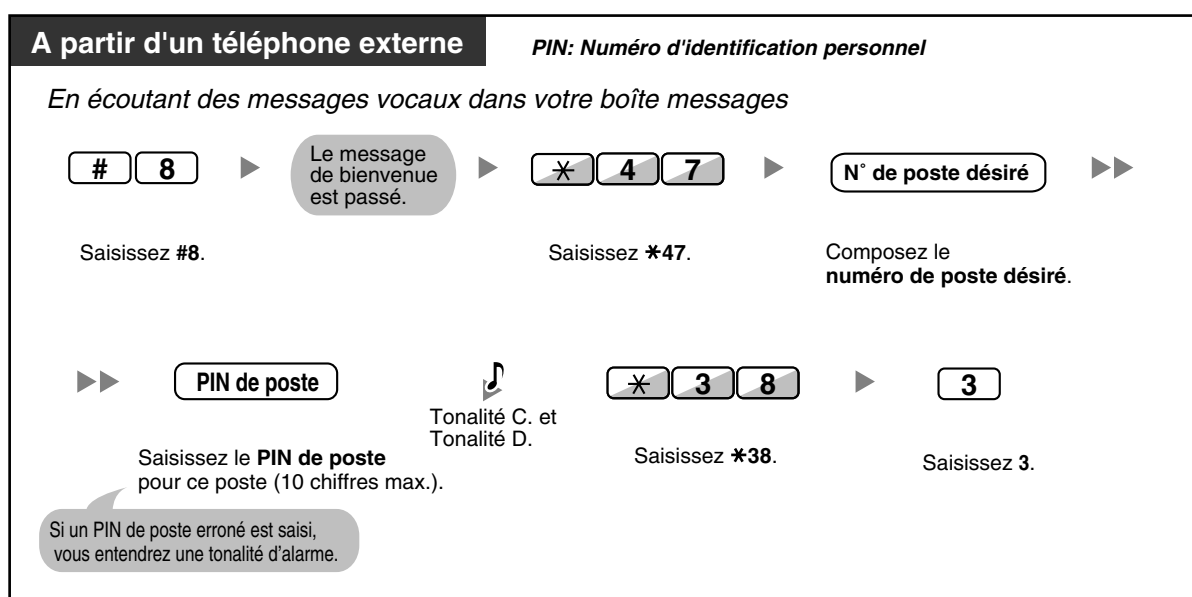 A partir d'un téléphone externe
PIN: Numéro d'identification personnel
En écoutant des messages vocaux dans votre boîte messages
# 8
Le message
de bienvenue
est passé.
* 4 7
N˚ de poste désiré
Saisissez #8.
Saisissez *47.
Composez le
numéro de poste désiré.
PIN de poste
Tonalité C. et
Tonalité D.
* 3 8
3
Saisissez le PIN de poste
pour ce poste (10 chiffres max.).
Saisissez *38.
Saisissez 3.
Si un PIN de poste erroné est saisi,
vous entendrez une tonalité d’alarme.